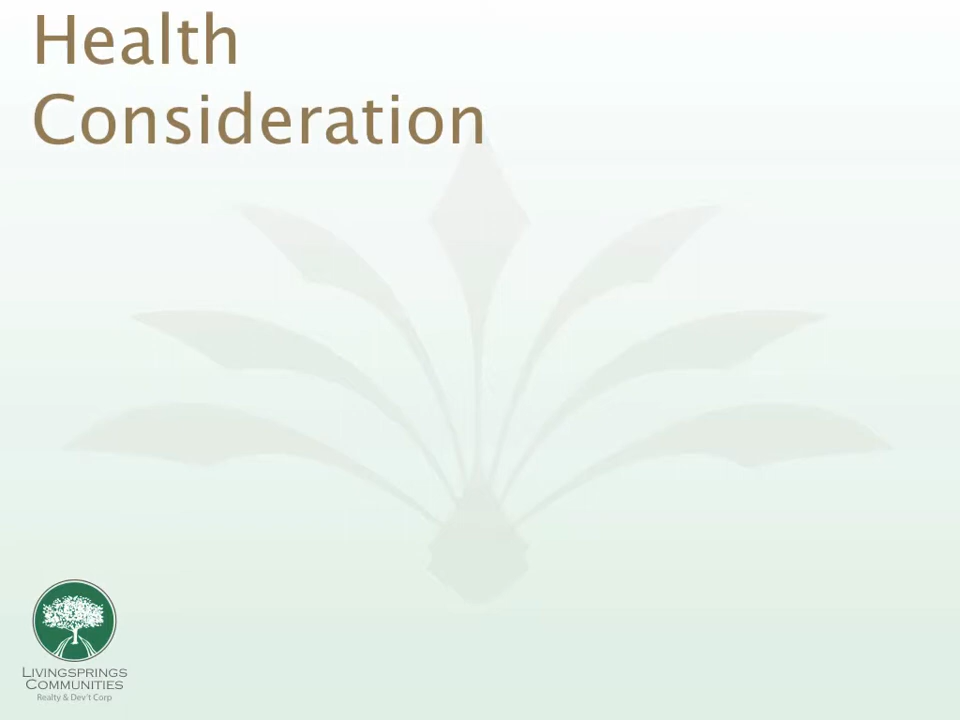 Health
Consideration
LIVINGSPRINGS
COMMUNITIES
Realty & Dev't Corp